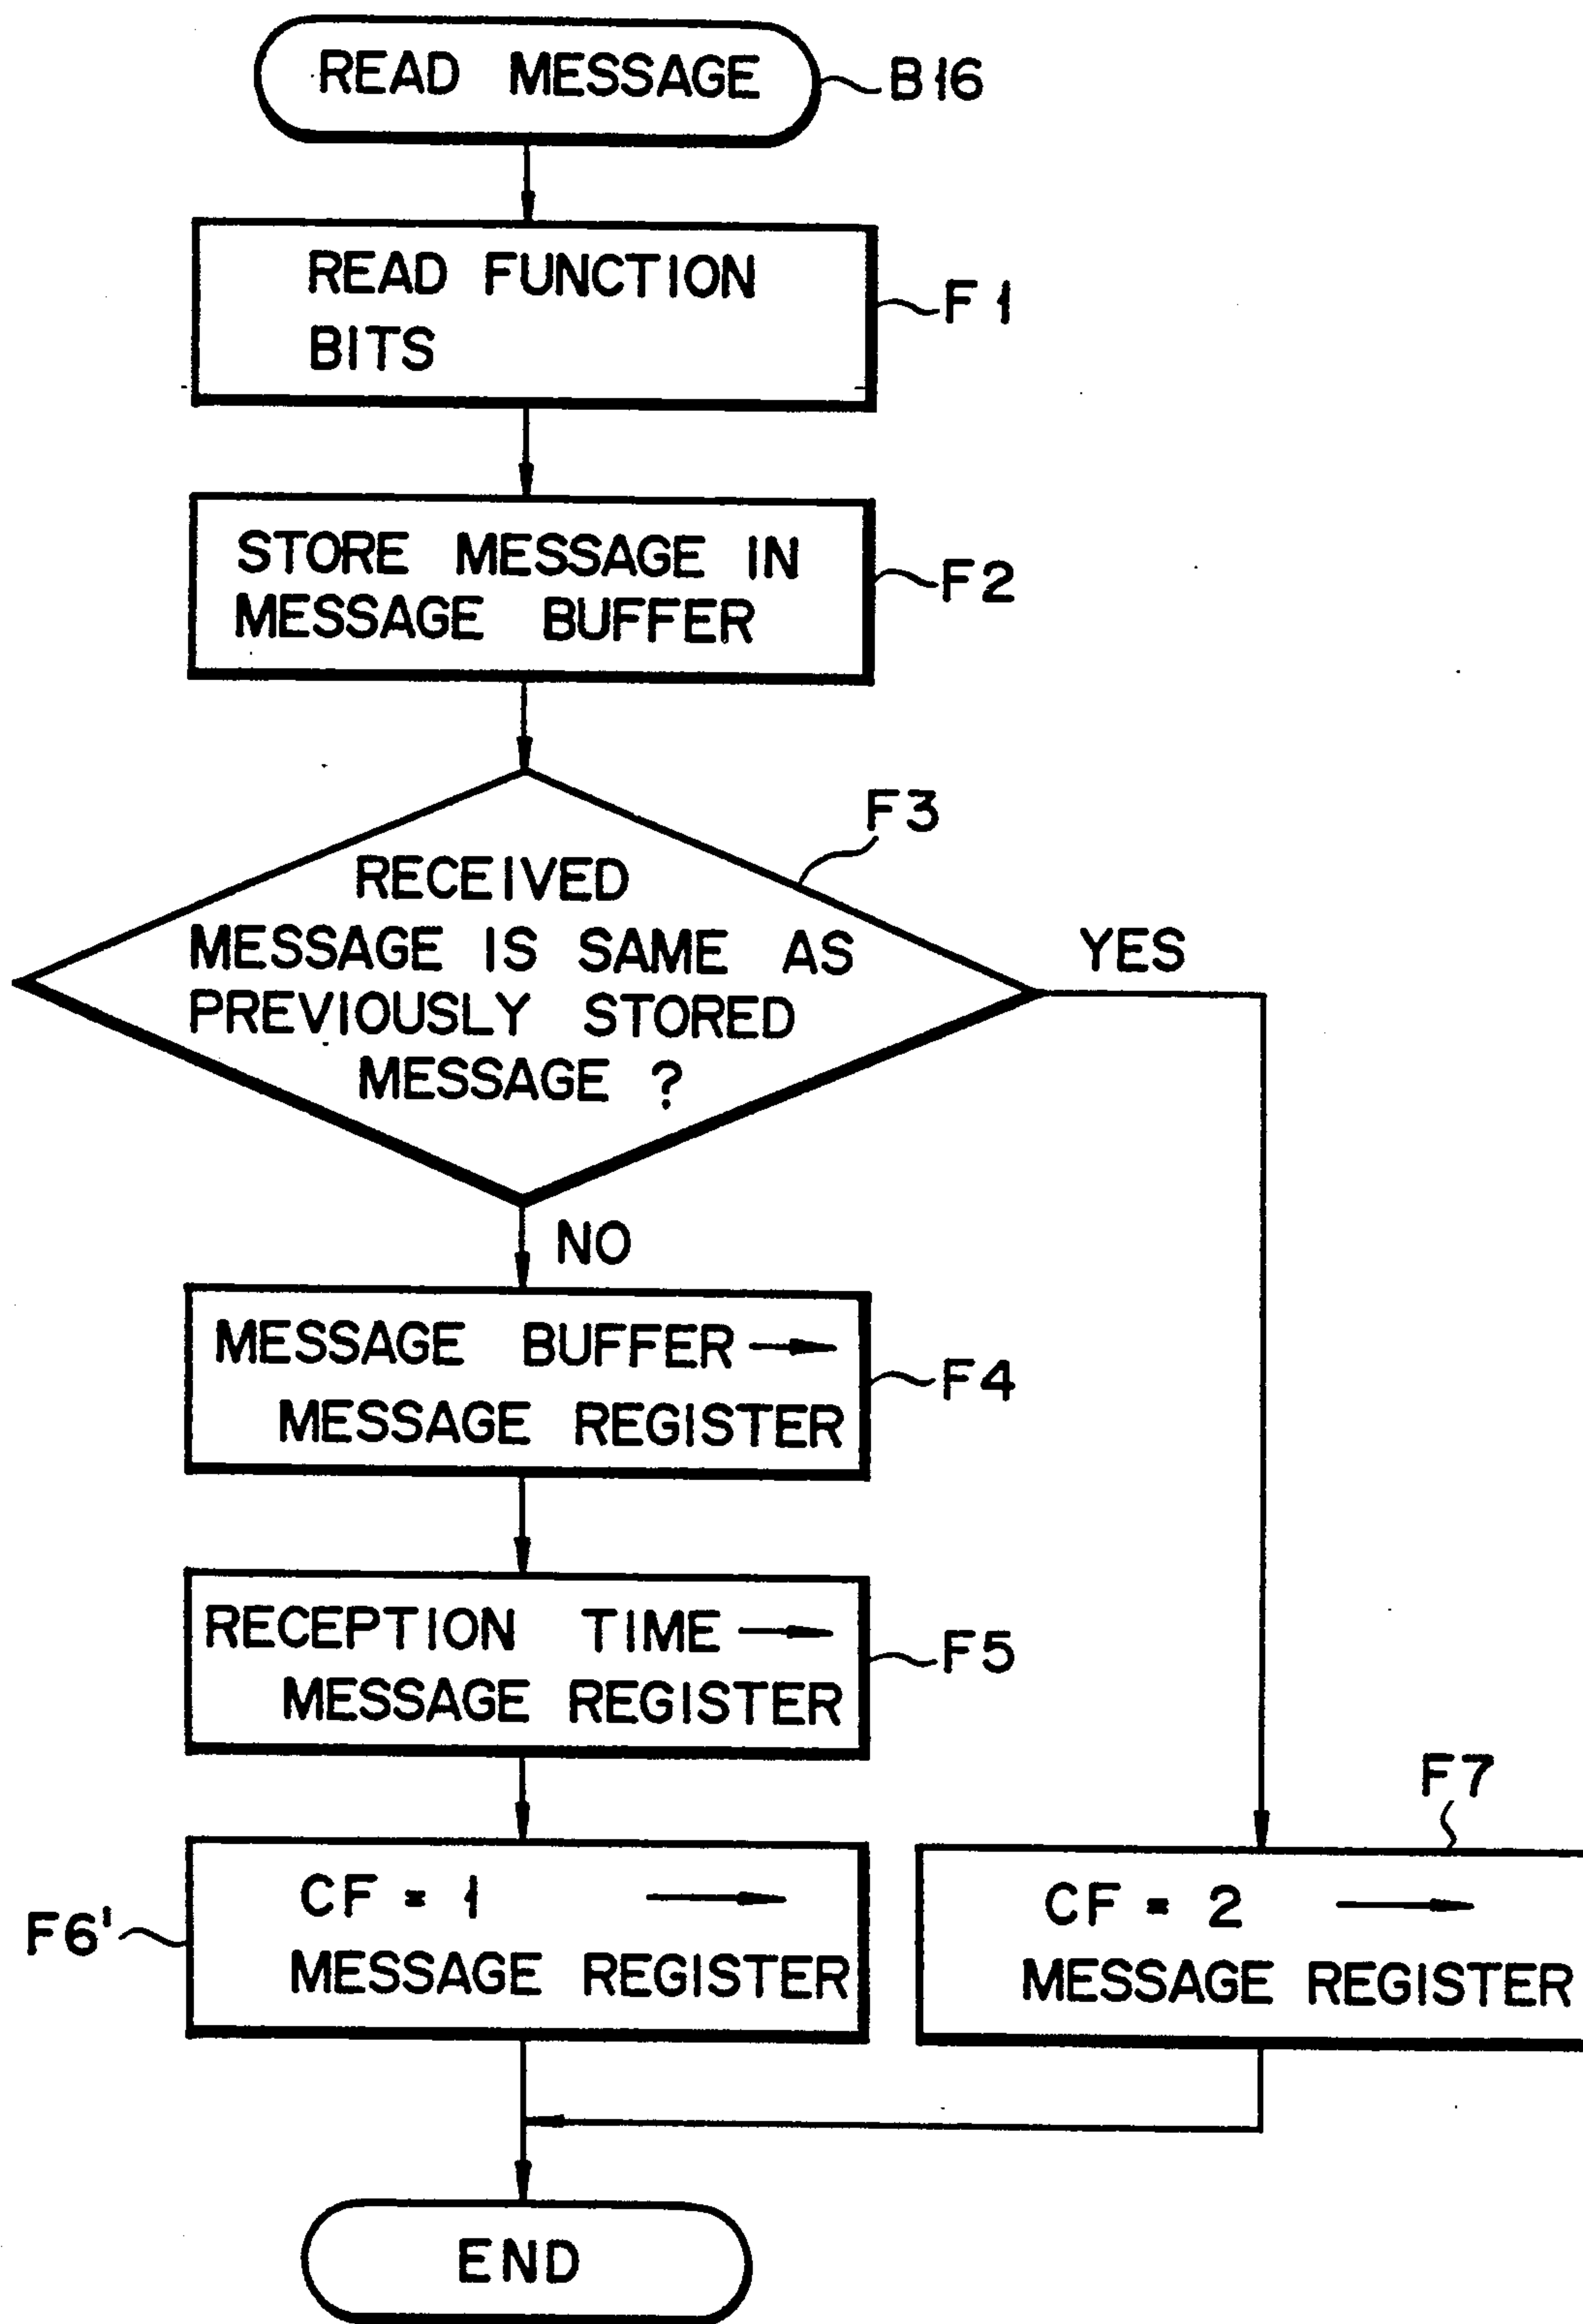 READ MESSAGE
B16
READ FUNCTION
BITS
F1
STORE MESSAGE IN
MESSAGE BUFFER
F2
F3
RECEIVED
MESSAGE IS SAME AS
PREVIOUSLY STORED
MESSAGE ?
YES
NO
MESSAGE BUFFER →
MESSAGE REGISTER
F4
RECEPTION TIME →
MESSAGE REGISTER
F5
CF = 1 →
MESSAGE REGISTER
F6'
F7
CF = 2 →
MESSAGE REGISTER
END